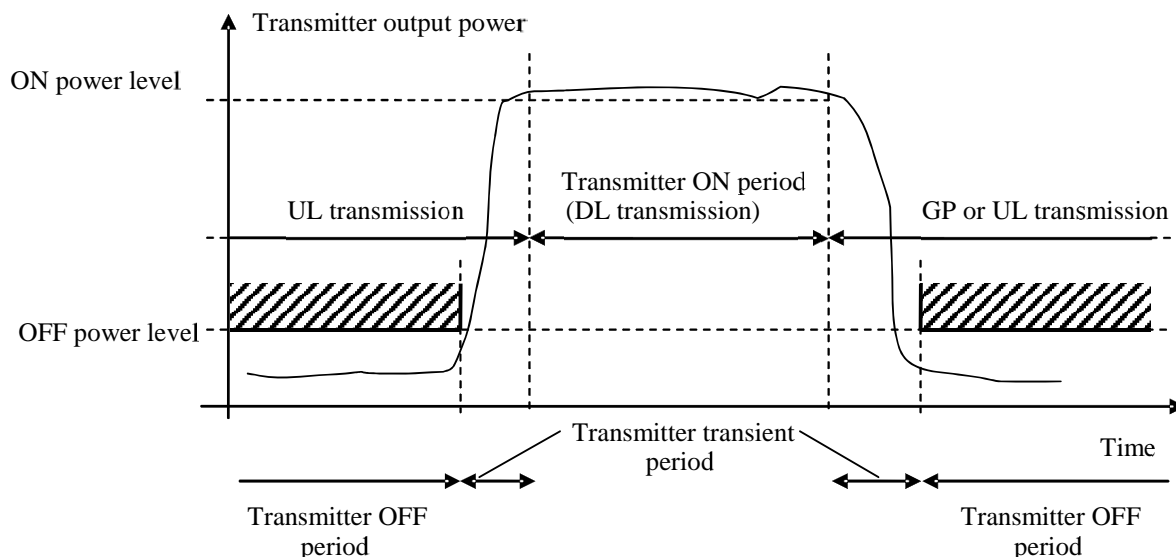 Transmitter output power
ON power level
Transmitter ON period
(DL transmission)
UL transmission
GP or UL transmission
OFF power level
Transmitter transient
period
Time
Transmitter OFF
period
Transmitter OFF
period